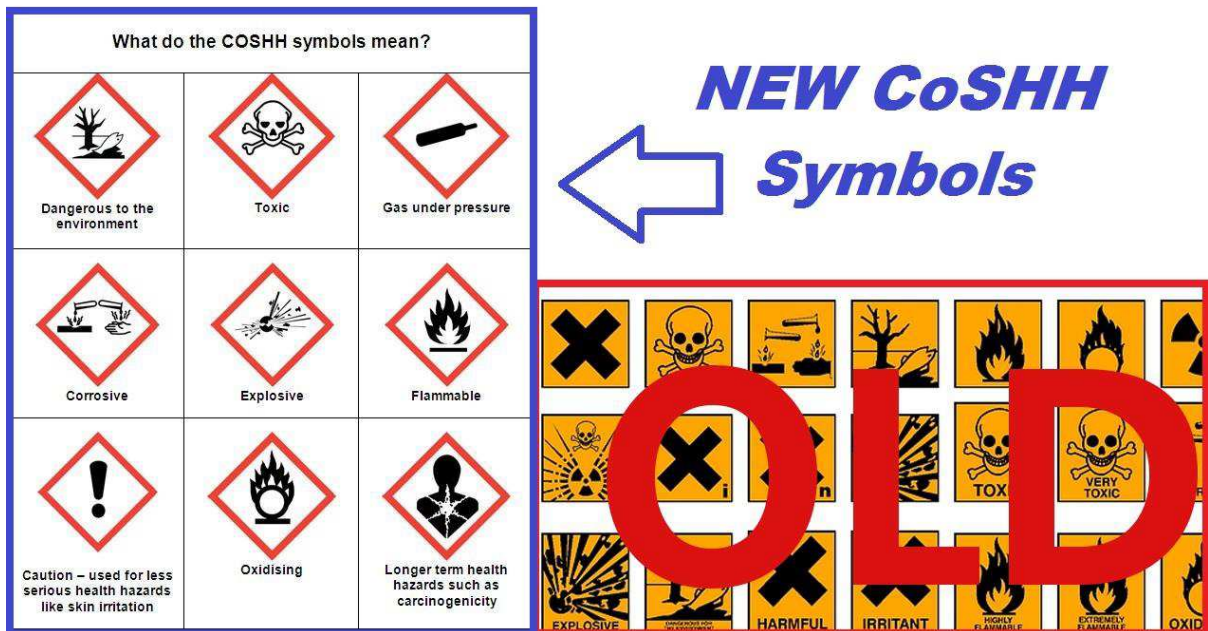 What do the COSHH symbols mean?
Dangerous to the
environment
Toxic
Gas under pressure
Corrosive
Explosive
Flammable
Caution – used for less
serious health hazards
like skin irritation
Oxidising
Longer term health
hazards such as
carcinogenicity
NEW CoSHH
Symbols
OLD
i
n
VERY
TOXIC
EXPLOSIVE
HARMFUL
IRRITANT
HIGHLY
FLAMMABLE
EXTREMELY
FLAMMABLE